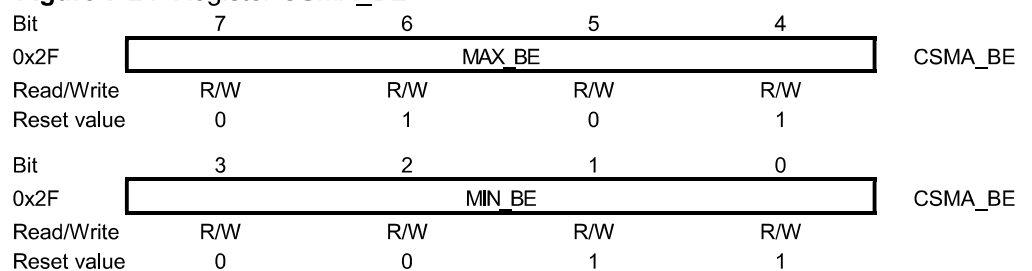 Bit 7 6 5 4
0x2F MAX_BE CSMA_BE
Read/Write R/W R/W R/W R/W
Reset value 0 1 0 1
Bit 3 2 1 0
0x2F MIN_BE CSMA_BE
Read/Write R/W R/W R/W R/W
Reset value 0 0 1 1